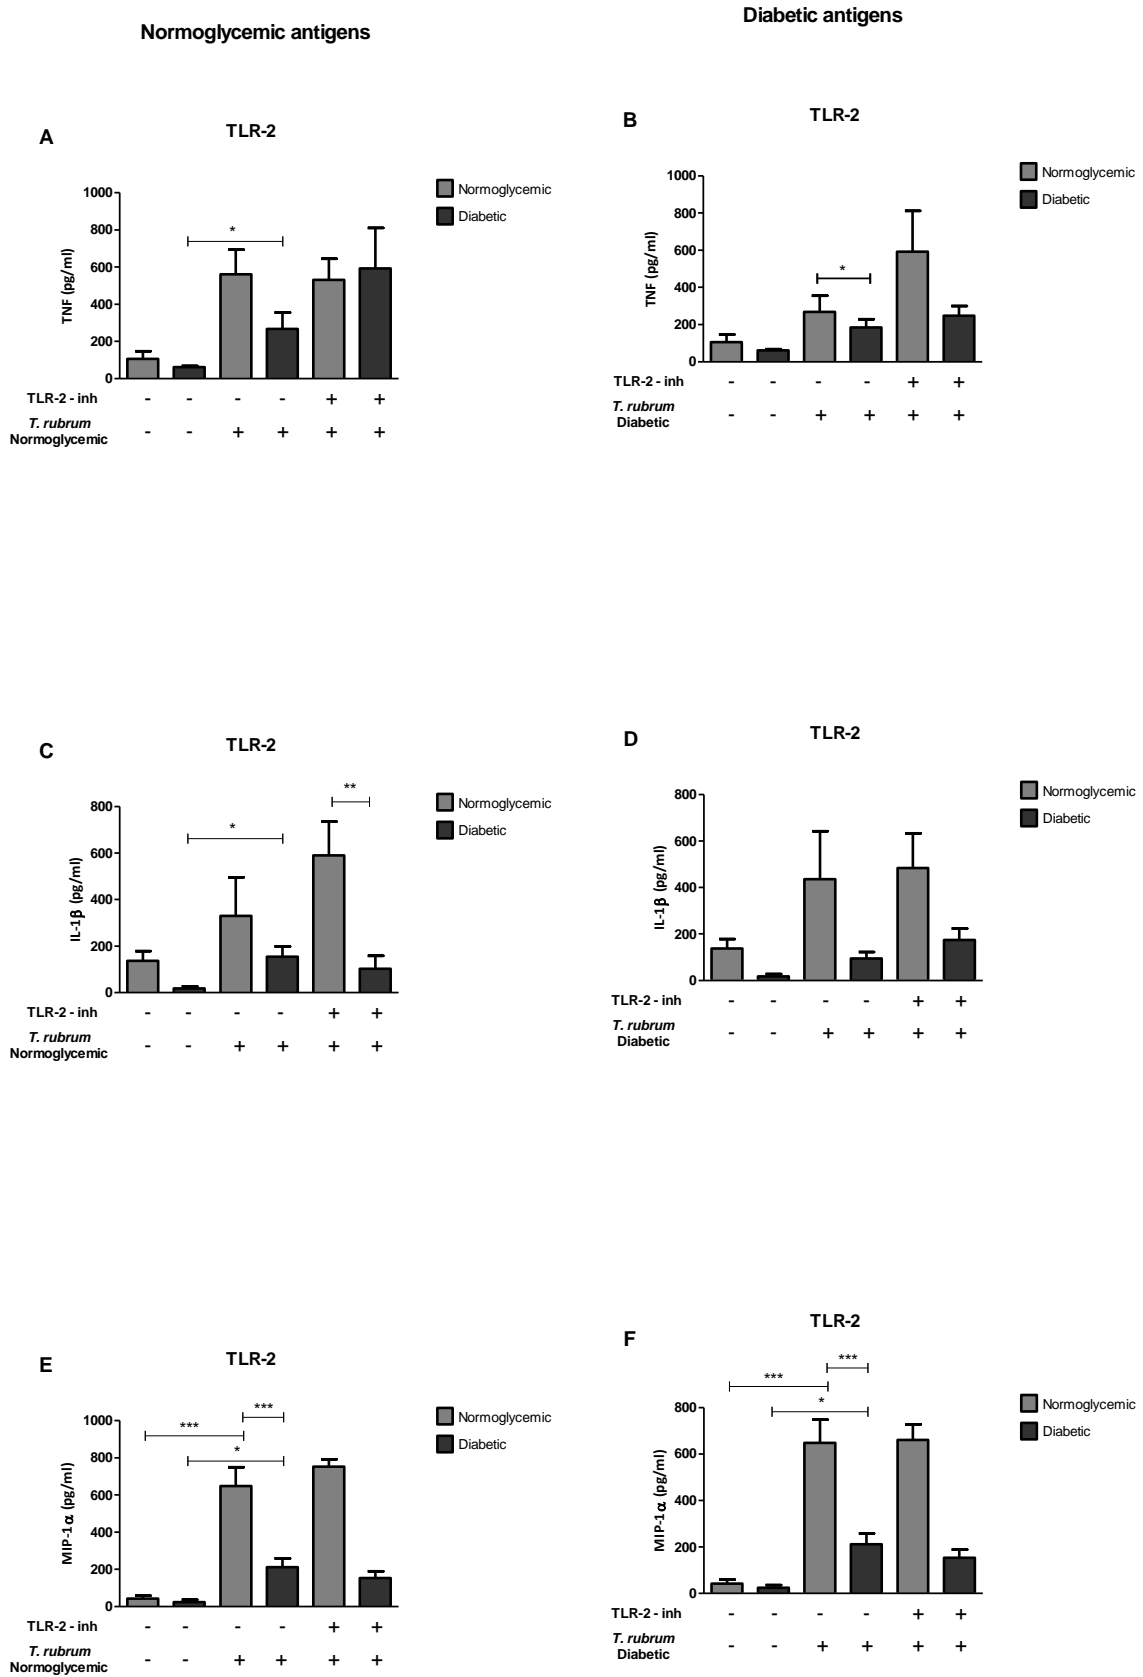 Normoglycemic antigens
Diabetic antigens
A
TLR-2
1000
800
600
400
200
0
TNF (pg/ml)
*
Normoglycemic
Diabetic
TLR-2 - inh - - - - + +
T. rubrum
Normoglycemic - - + + + +
B
TLR-2
1000
800
600
400
200
0
TNF (pg/ml)
*
Normoglycemic
Diabetic
TLR-2 - inh - - - - + +
T. rubrum
Diabetic - - + + + +
C
TLR-2
800
600
400
200
0
IL-1β (pg/ml)
*
**
Normoglycemic
Diabetic
TLR-2 - inh - - - - + +
T. rubrum
Normoglycemic - - + + + +
D
TLR-2
800
600
400
200
0
IL-1β (pg/ml)
Normoglycemic
Diabetic
TLR-2 - inh - - - - + +
T. rubrum
Diabetic - - + + + +
E
TLR-2
1000
800
600
400
200
0
MIP-1α (pg/ml)
***
***
*
Normoglycemic
Diabetic
TLR-2 - inh - - - - + +
T. rubrum
Normoglycemic - - + + + +
F
TLR-2
800
600
400
200
0
MIP-1α (pg/ml)
***
***
*
Normoglycemic
Diabetic
TLR-2 - inh - - - - + +
T. rubrum
Diabetic - - + + + +